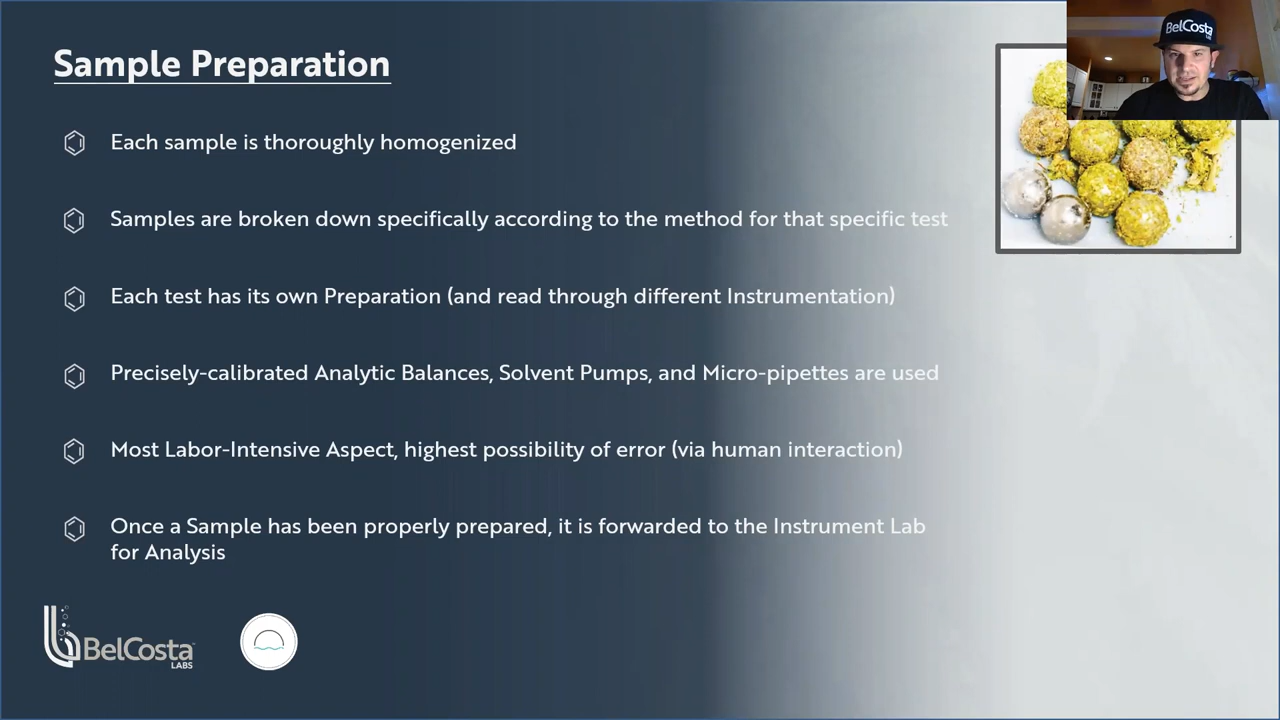 Sample Preparation
Each sample is thoroughly homogenized
Samples are broken down specifically according to the method for that specific test
Each test has its own Preparation (and read through different Instrumentation)
Precisely-calibrated Analytic Balances, Solvent Pumps, and Micro-pipettes are used
Most Labor-Intensive Aspect, highest possibility of error (via human interaction)
Once a Sample has been properly prepared, it is forwarded to the Instrument Lab
for Analysis
BelCosta
LABS
BelCosta